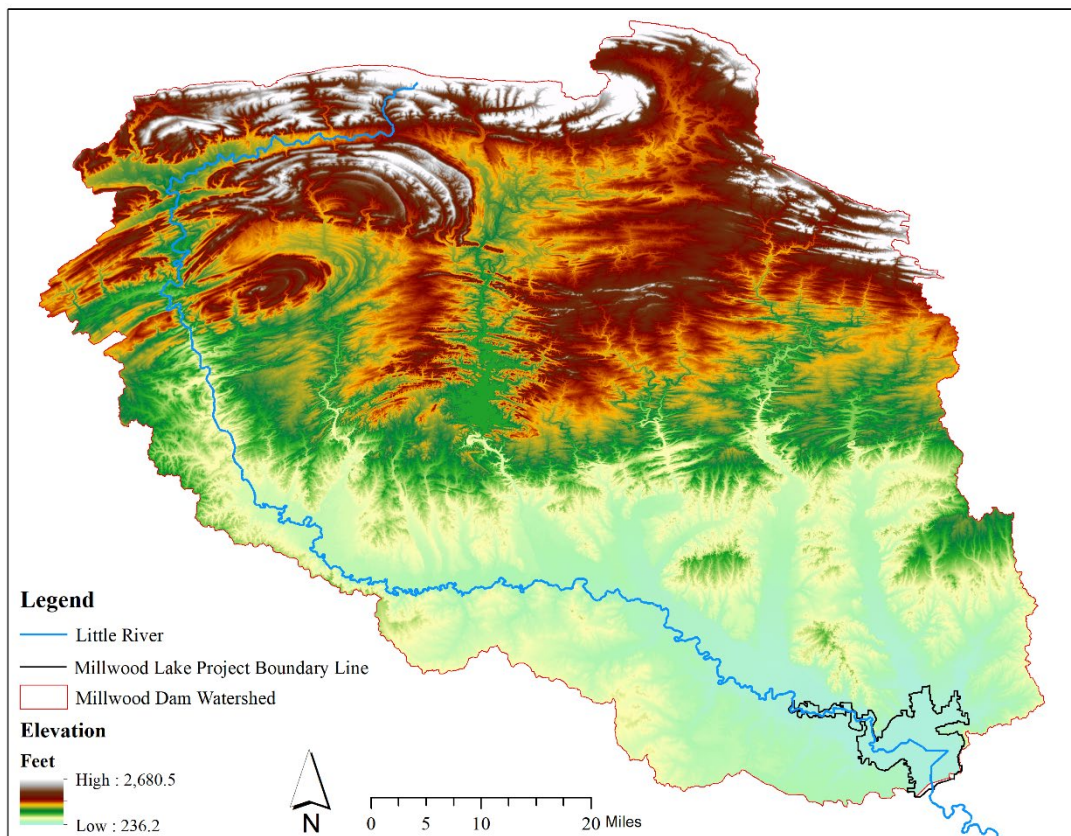 Legend
Little River
Millwood Lake Project Boundary Line
Millwood Dam Watershed
Elevation
Feet
High : 2,680.5
Low : 236.2
N
0 5 10 20 Miles